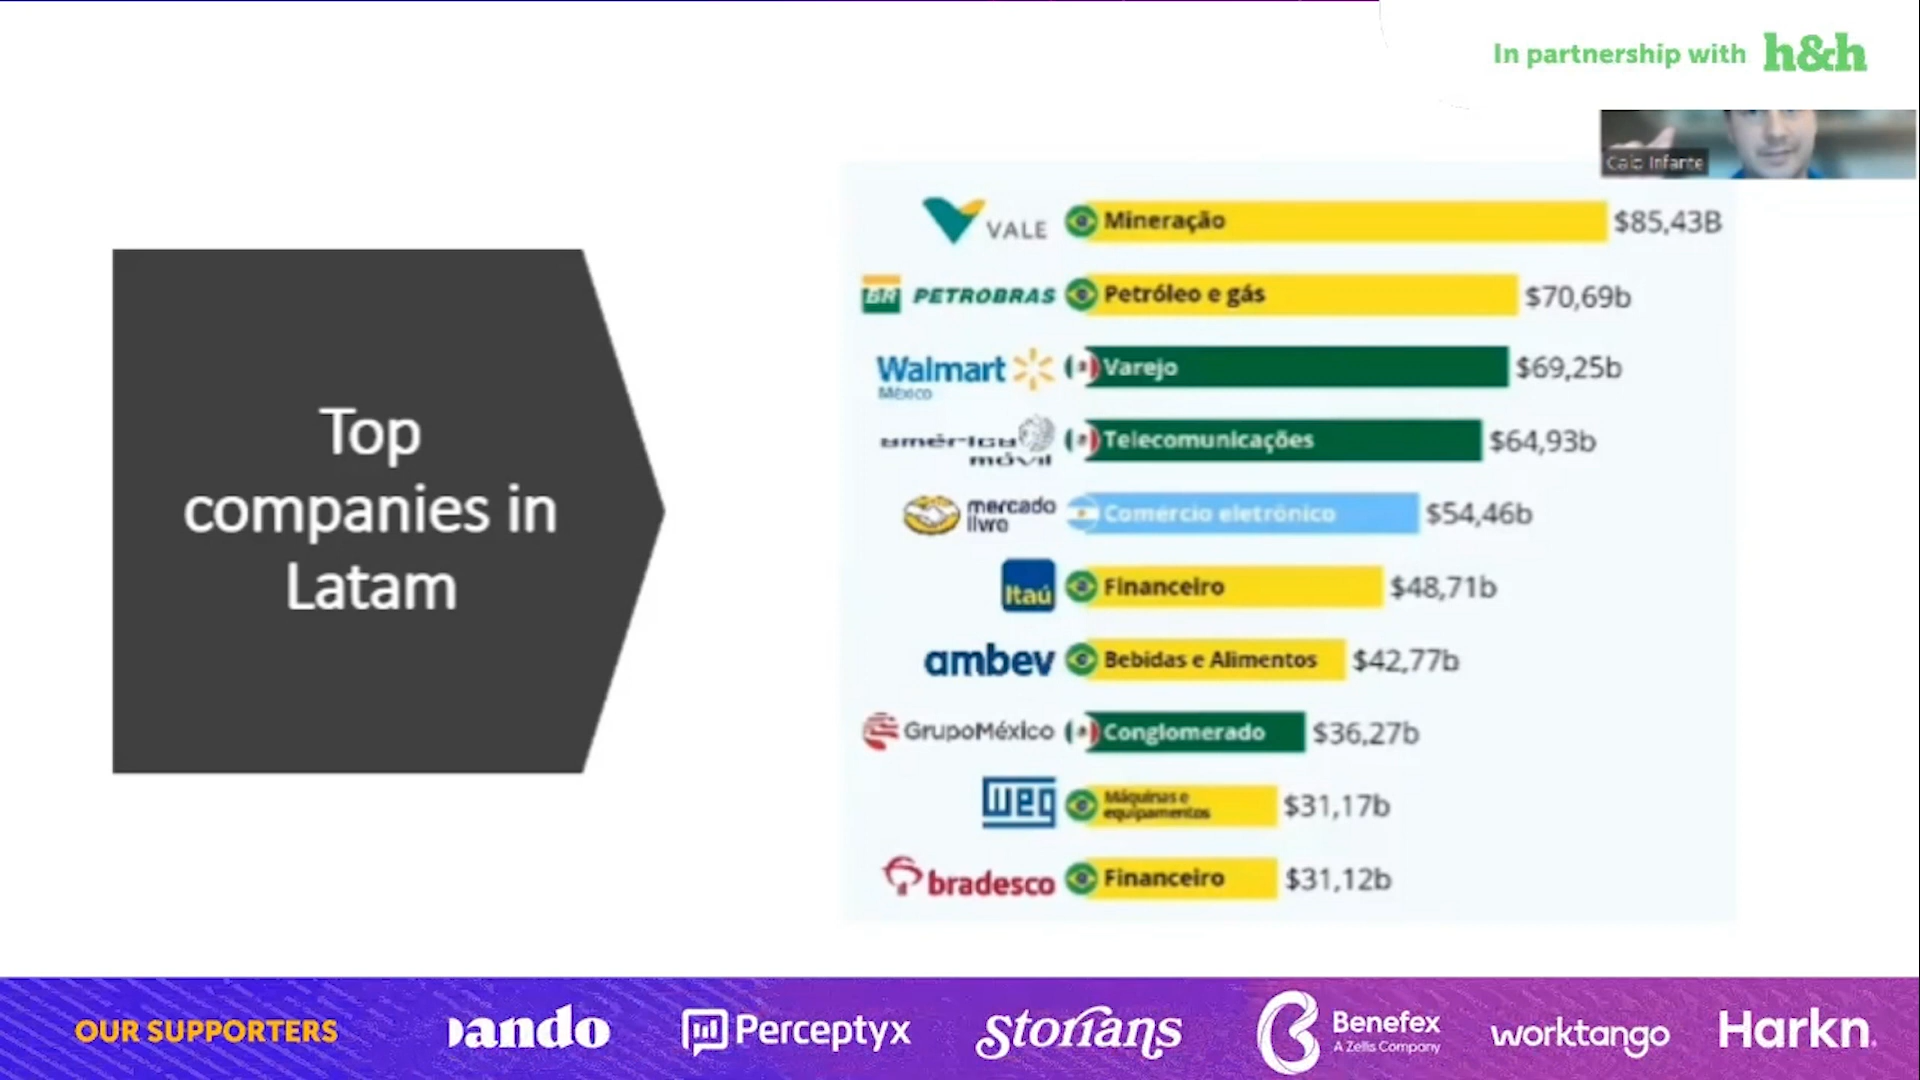 In partnership with h&h
Caio Infante
Top
companies in
Latam
VALE Mineração $85,43B
BR PETROBRAS Petróleo e gás $70,69b
Walmart México Varejo $69,25b
américa móvil Telecomunicações $64,93b
mercado livre Comércio eletrônico $54,46b
Itaú Financeiro $48,71b
ambev Bebidas e Alimentos $42,77b
GrupoMéxico Conglomerado $36,27b
weg Máquinas e equipamentos $31,17b
bradesco Financeiro $31,12b
OUR SUPPORTERS pando Perceptyx Storians Benefex A Zellis Company worktango Harkn.